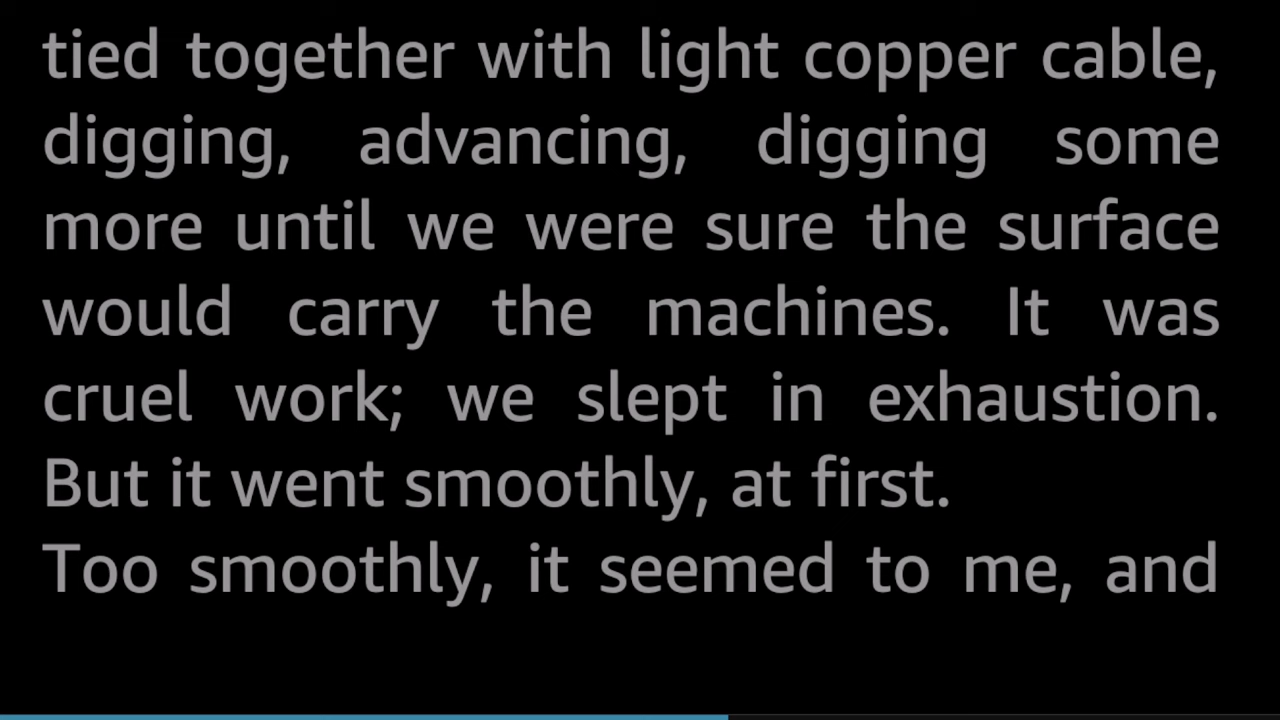 tied together with light copper cable,
digging, advancing, digging some
more until we were sure the surface
would carry the machines. It was
cruel work; we slept in exhaustion.
But it went smoothly, at first.
Too smoothly, it seemed to me, and